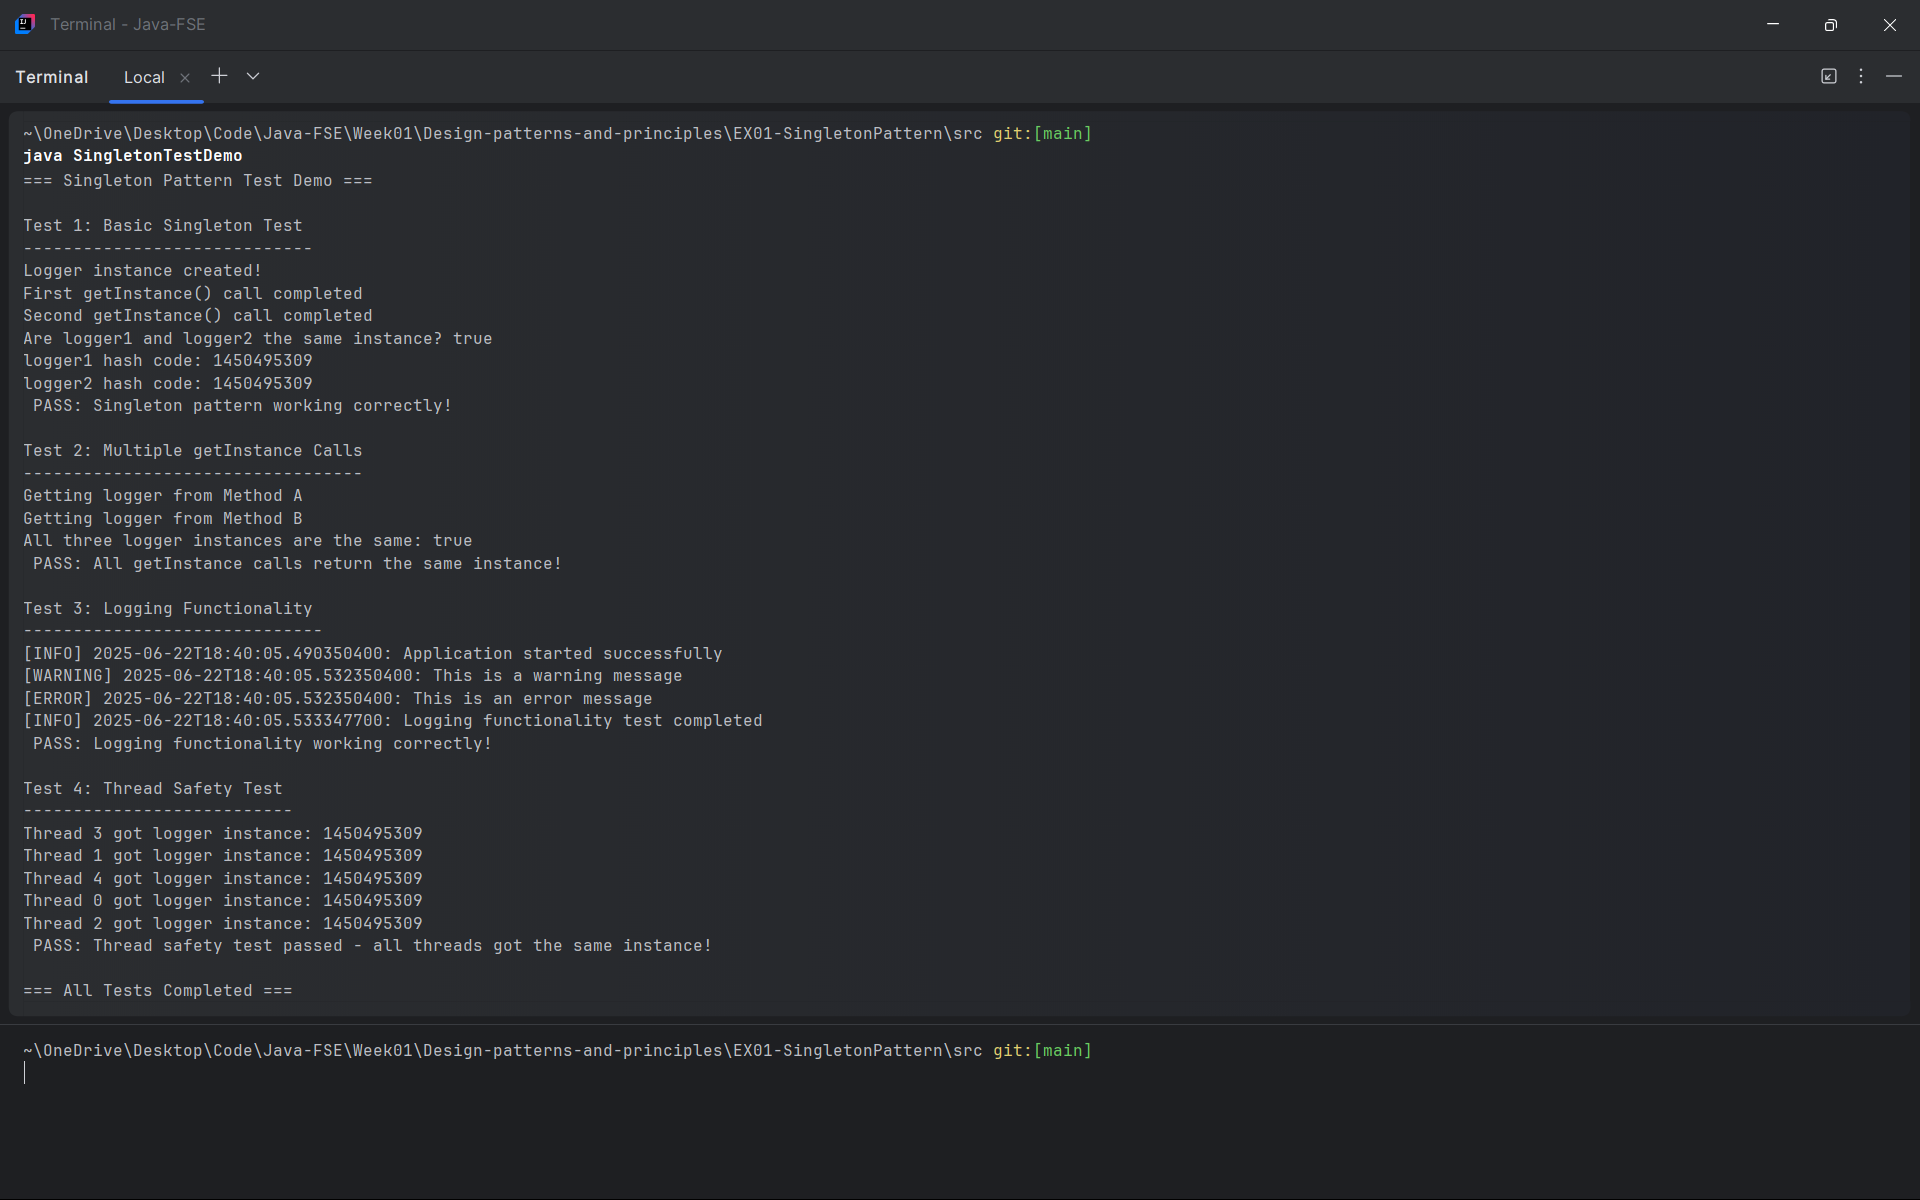 Terminal - Java-FSE
Terminal Local
~\OneDrive\Desktop\Code\Java-FSE\Week01\Design-patterns-and-principles\EX01-SingletonPattern\src git:[main]
java SingletonTestDemo
=== Singleton Pattern Test Demo ===
Test 1: Basic Singleton Test
-----------------------------
Logger instance created!
First getInstance() call completed
Second getInstance() call completed
Are logger1 and logger2 the same instance? true
logger1 hash code: 1450495309
logger2 hash code: 1450495309
PASS: Singleton pattern working correctly!
Test 2: Multiple getInstance Calls
----------------------------------
Getting logger from Method A
Getting logger from Method B
All three logger instances are the same: true
PASS: All getInstance calls return the same instance!
Test 3: Logging Functionality
------------------------------
[INFO] 2025-06-22T18:40:05.490350400: Application started successfully
[WARNING] 2025-06-22T18:40:05.532350400: This is a warning message
[ERROR] 2025-06-22T18:40:05.532350400: This is an error message
[INFO] 2025-06-22T18:40:05.533347700: Logging functionality test completed
PASS: Logging functionality working correctly!
Test 4: Thread Safety Test
---------------------------
Thread 3 got logger instance: 1450495309
Thread 1 got logger instance: 1450495309
Thread 4 got logger instance: 1450495309
Thread 0 got logger instance: 1450495309
Thread 2 got logger instance: 1450495309
PASS: Thread safety test passed - all threads got the same instance!
=== All Tests Completed ===
~\OneDrive\Desktop\Code\Java-FSE\Week01\Design-patterns-and-principles\EX01-SingletonPattern\src git:[main]